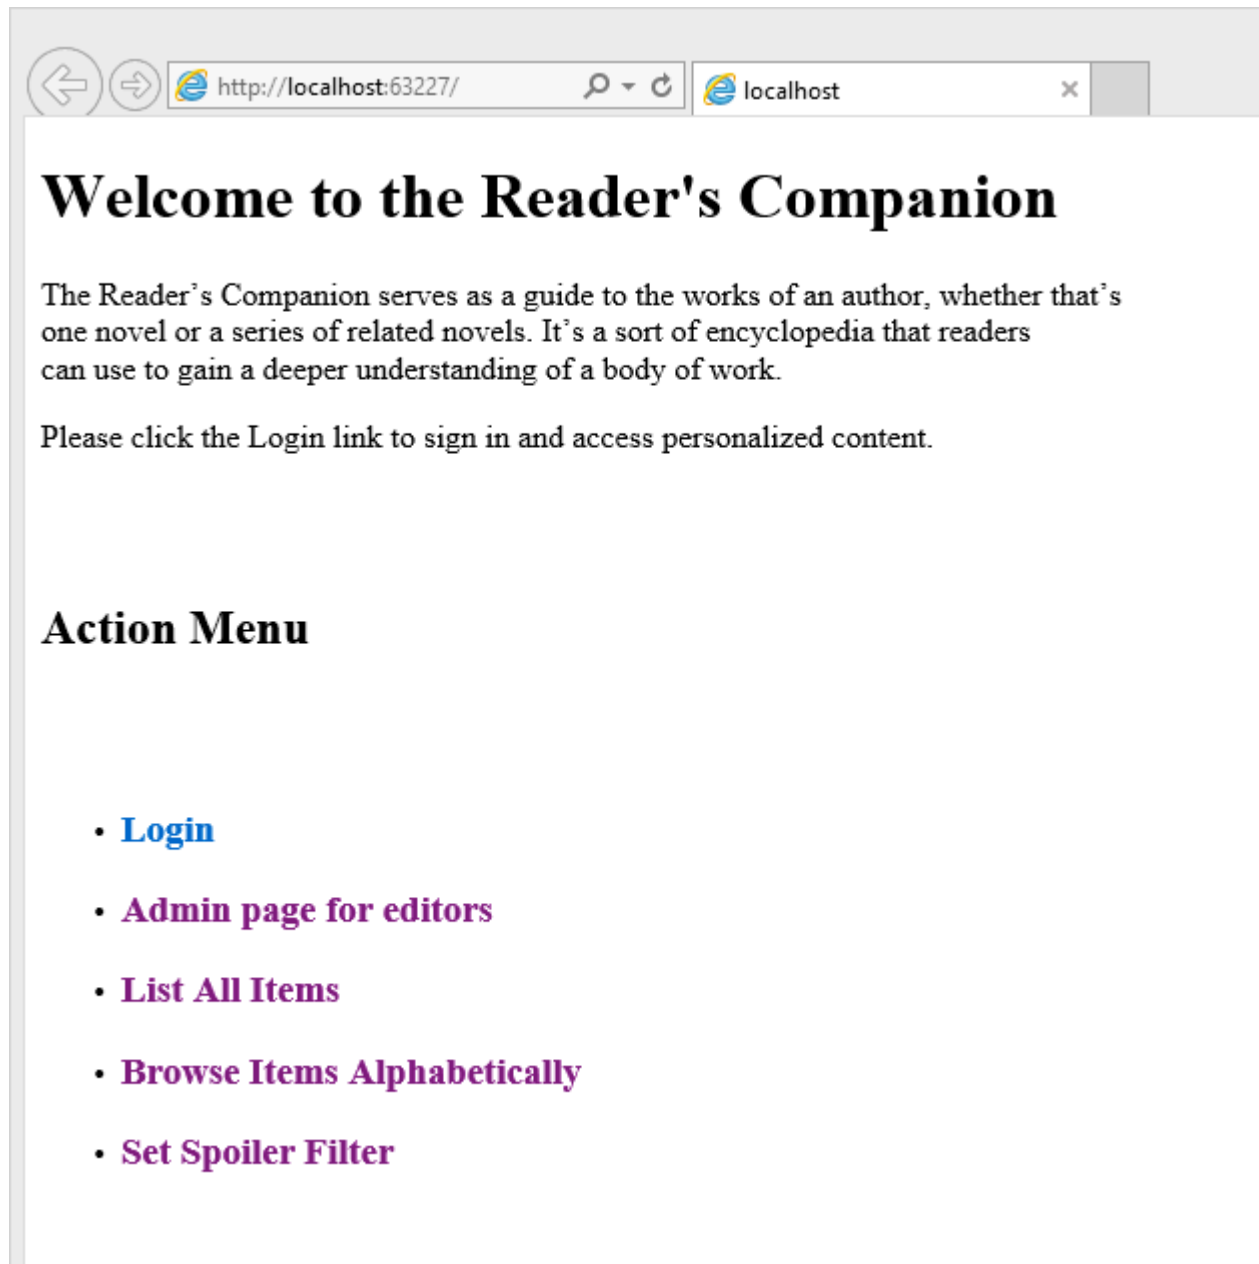 http://localhost:63227/
localhost
Welcome to the Reader's Companion
The Reader’s Companion serves as a guide to the works of an author, whether that’s
one novel or a series of related novels. It’s a sort of encyclopedia that readers
can use to gain a deeper understanding of a body of work.
Please click the Login link to sign in and access personalized content.
Action Menu
• Login
• Admin page for editors
• List All Items
• Browse Items Alphabetically
• Set Spoiler Filter